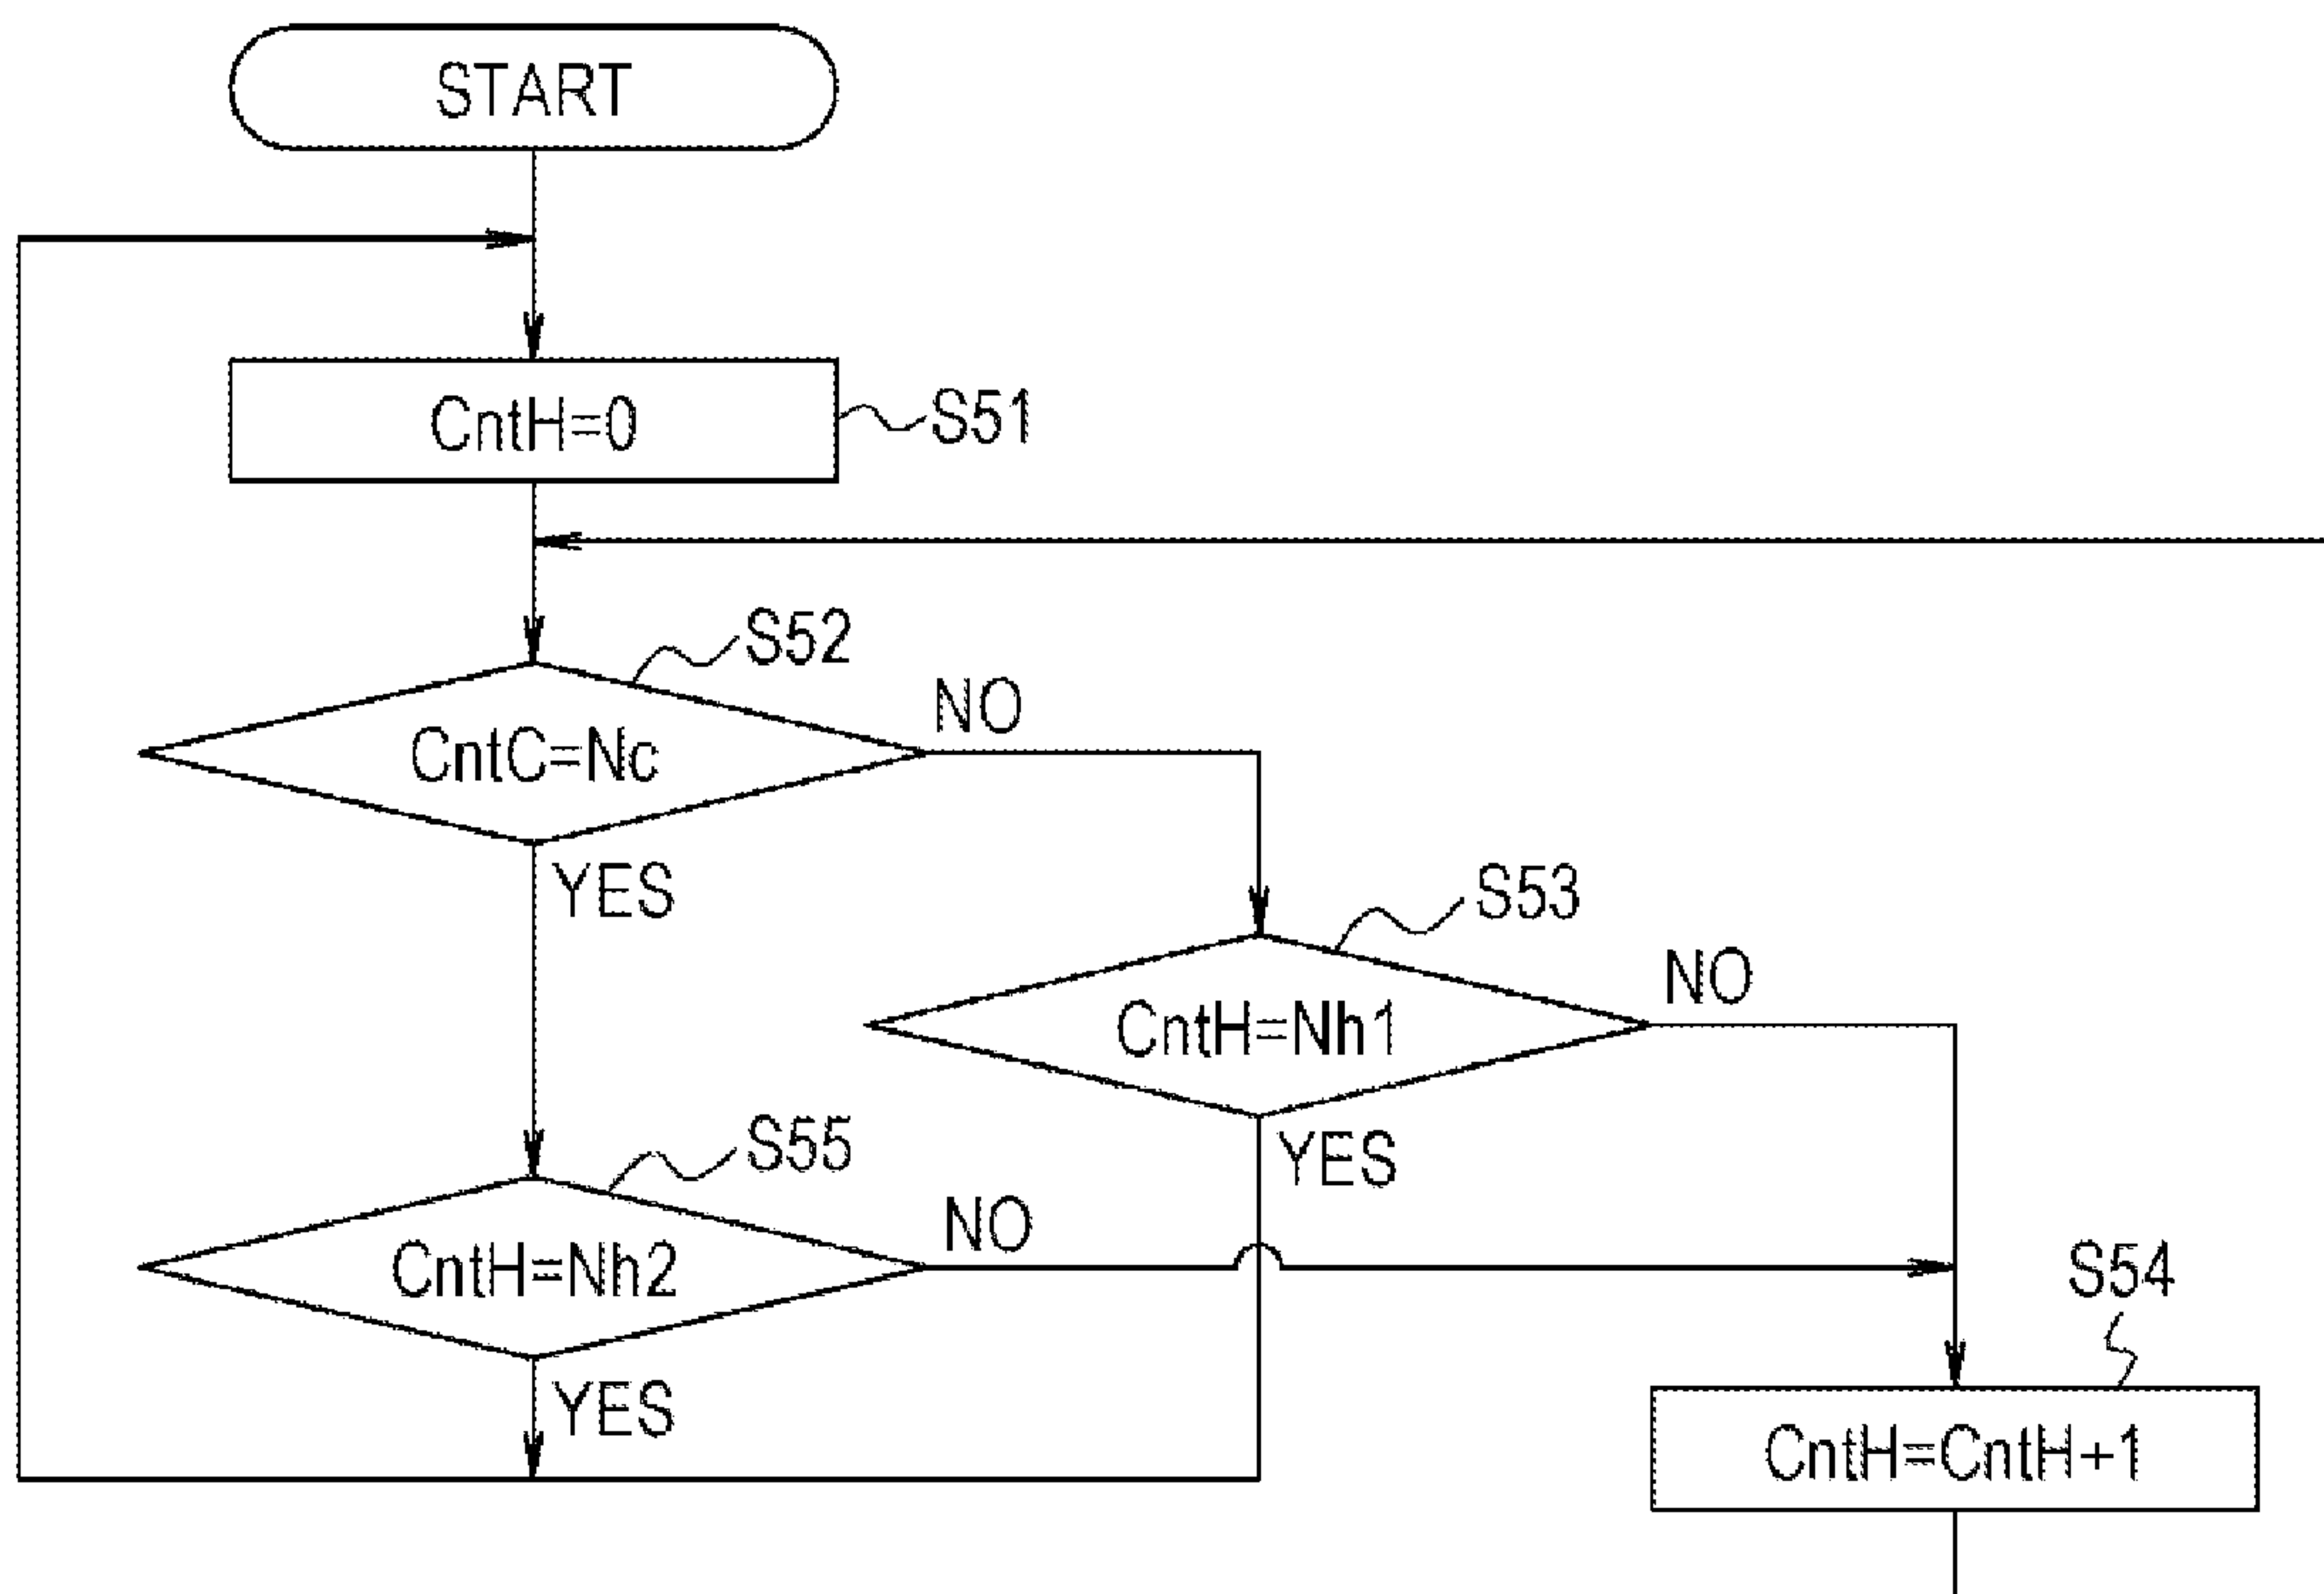 START
CntH=0
S51
S52
CntC=Nc
NO
YES
S53
CntH=Nh1
NO
YES
S55
CntH=Nh2
NO
YES
S54
CntH=CntH+1